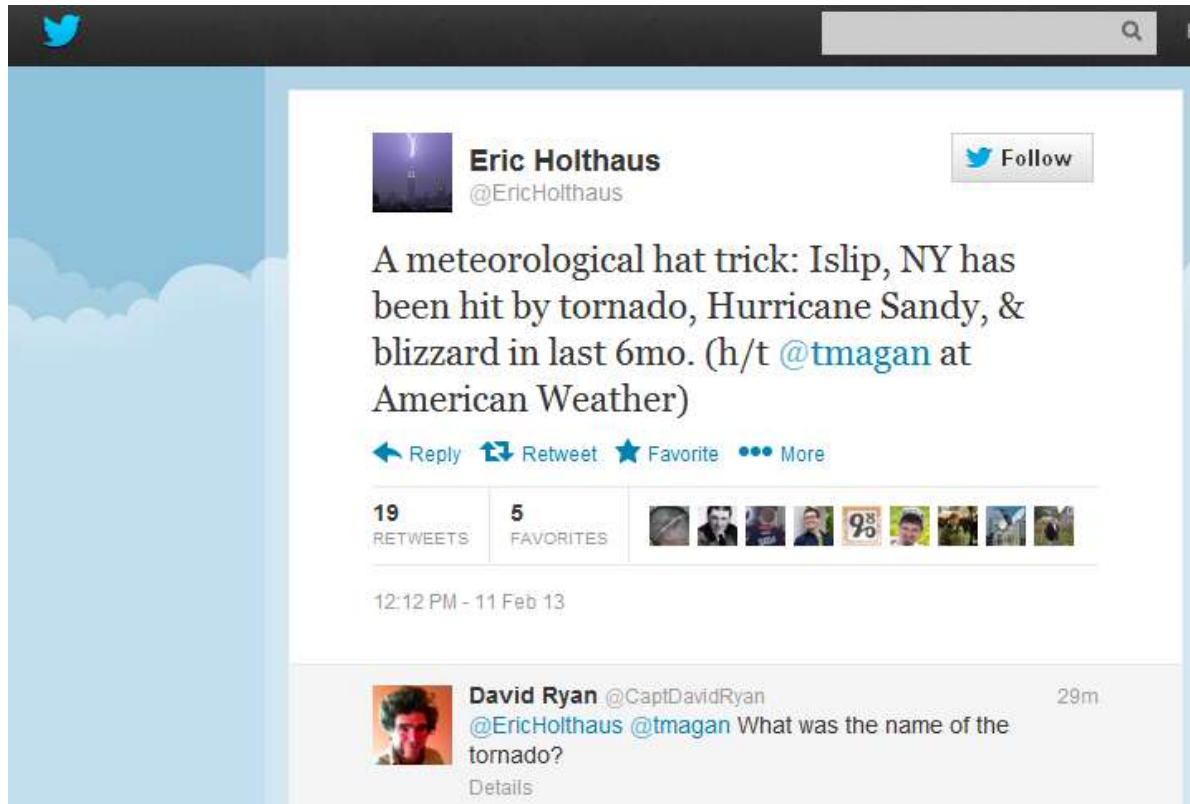 Eric Holthaus
Follow
@EricHolthaus
A meteorological hat trick: Islip, NY has
been hit by tornado, Hurricane Sandy, &
blizzard in last 6mo. (h/t @tmagan at
American Weather)
Reply Retweet Favorite More
19 5
RETWEETS FAVORITES
12:12 PM - 11 Feb 13
David Ryan @CaptDavidRyan 29m
@EricHolthaus @tmagan What was the name of the
tornado?
Details